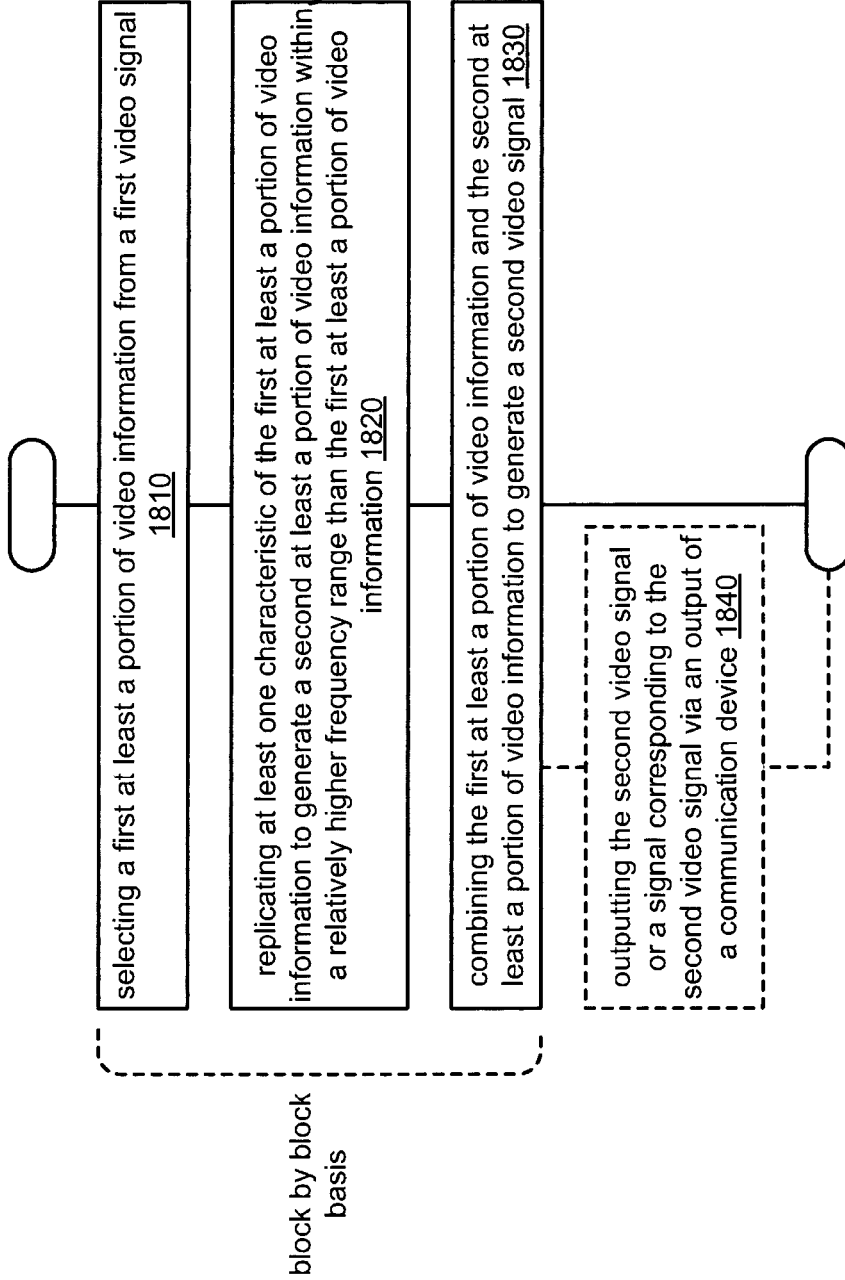 selecting a first at least a portion of video information from a first video signal
1810
replicating at least one characteristic of the first at least a portion of video
information to generate a second at least a portion of video information within
a relatively higher frequency range than the first at least a portion of video
information 1820
combining the first at least a portion of video information and the second at
least a portion of video information to generate a second video signal 1830
outputting the second video signal
or a signal corresponding to the
second video signal via an output of
a communication device 1840
block by block
basis